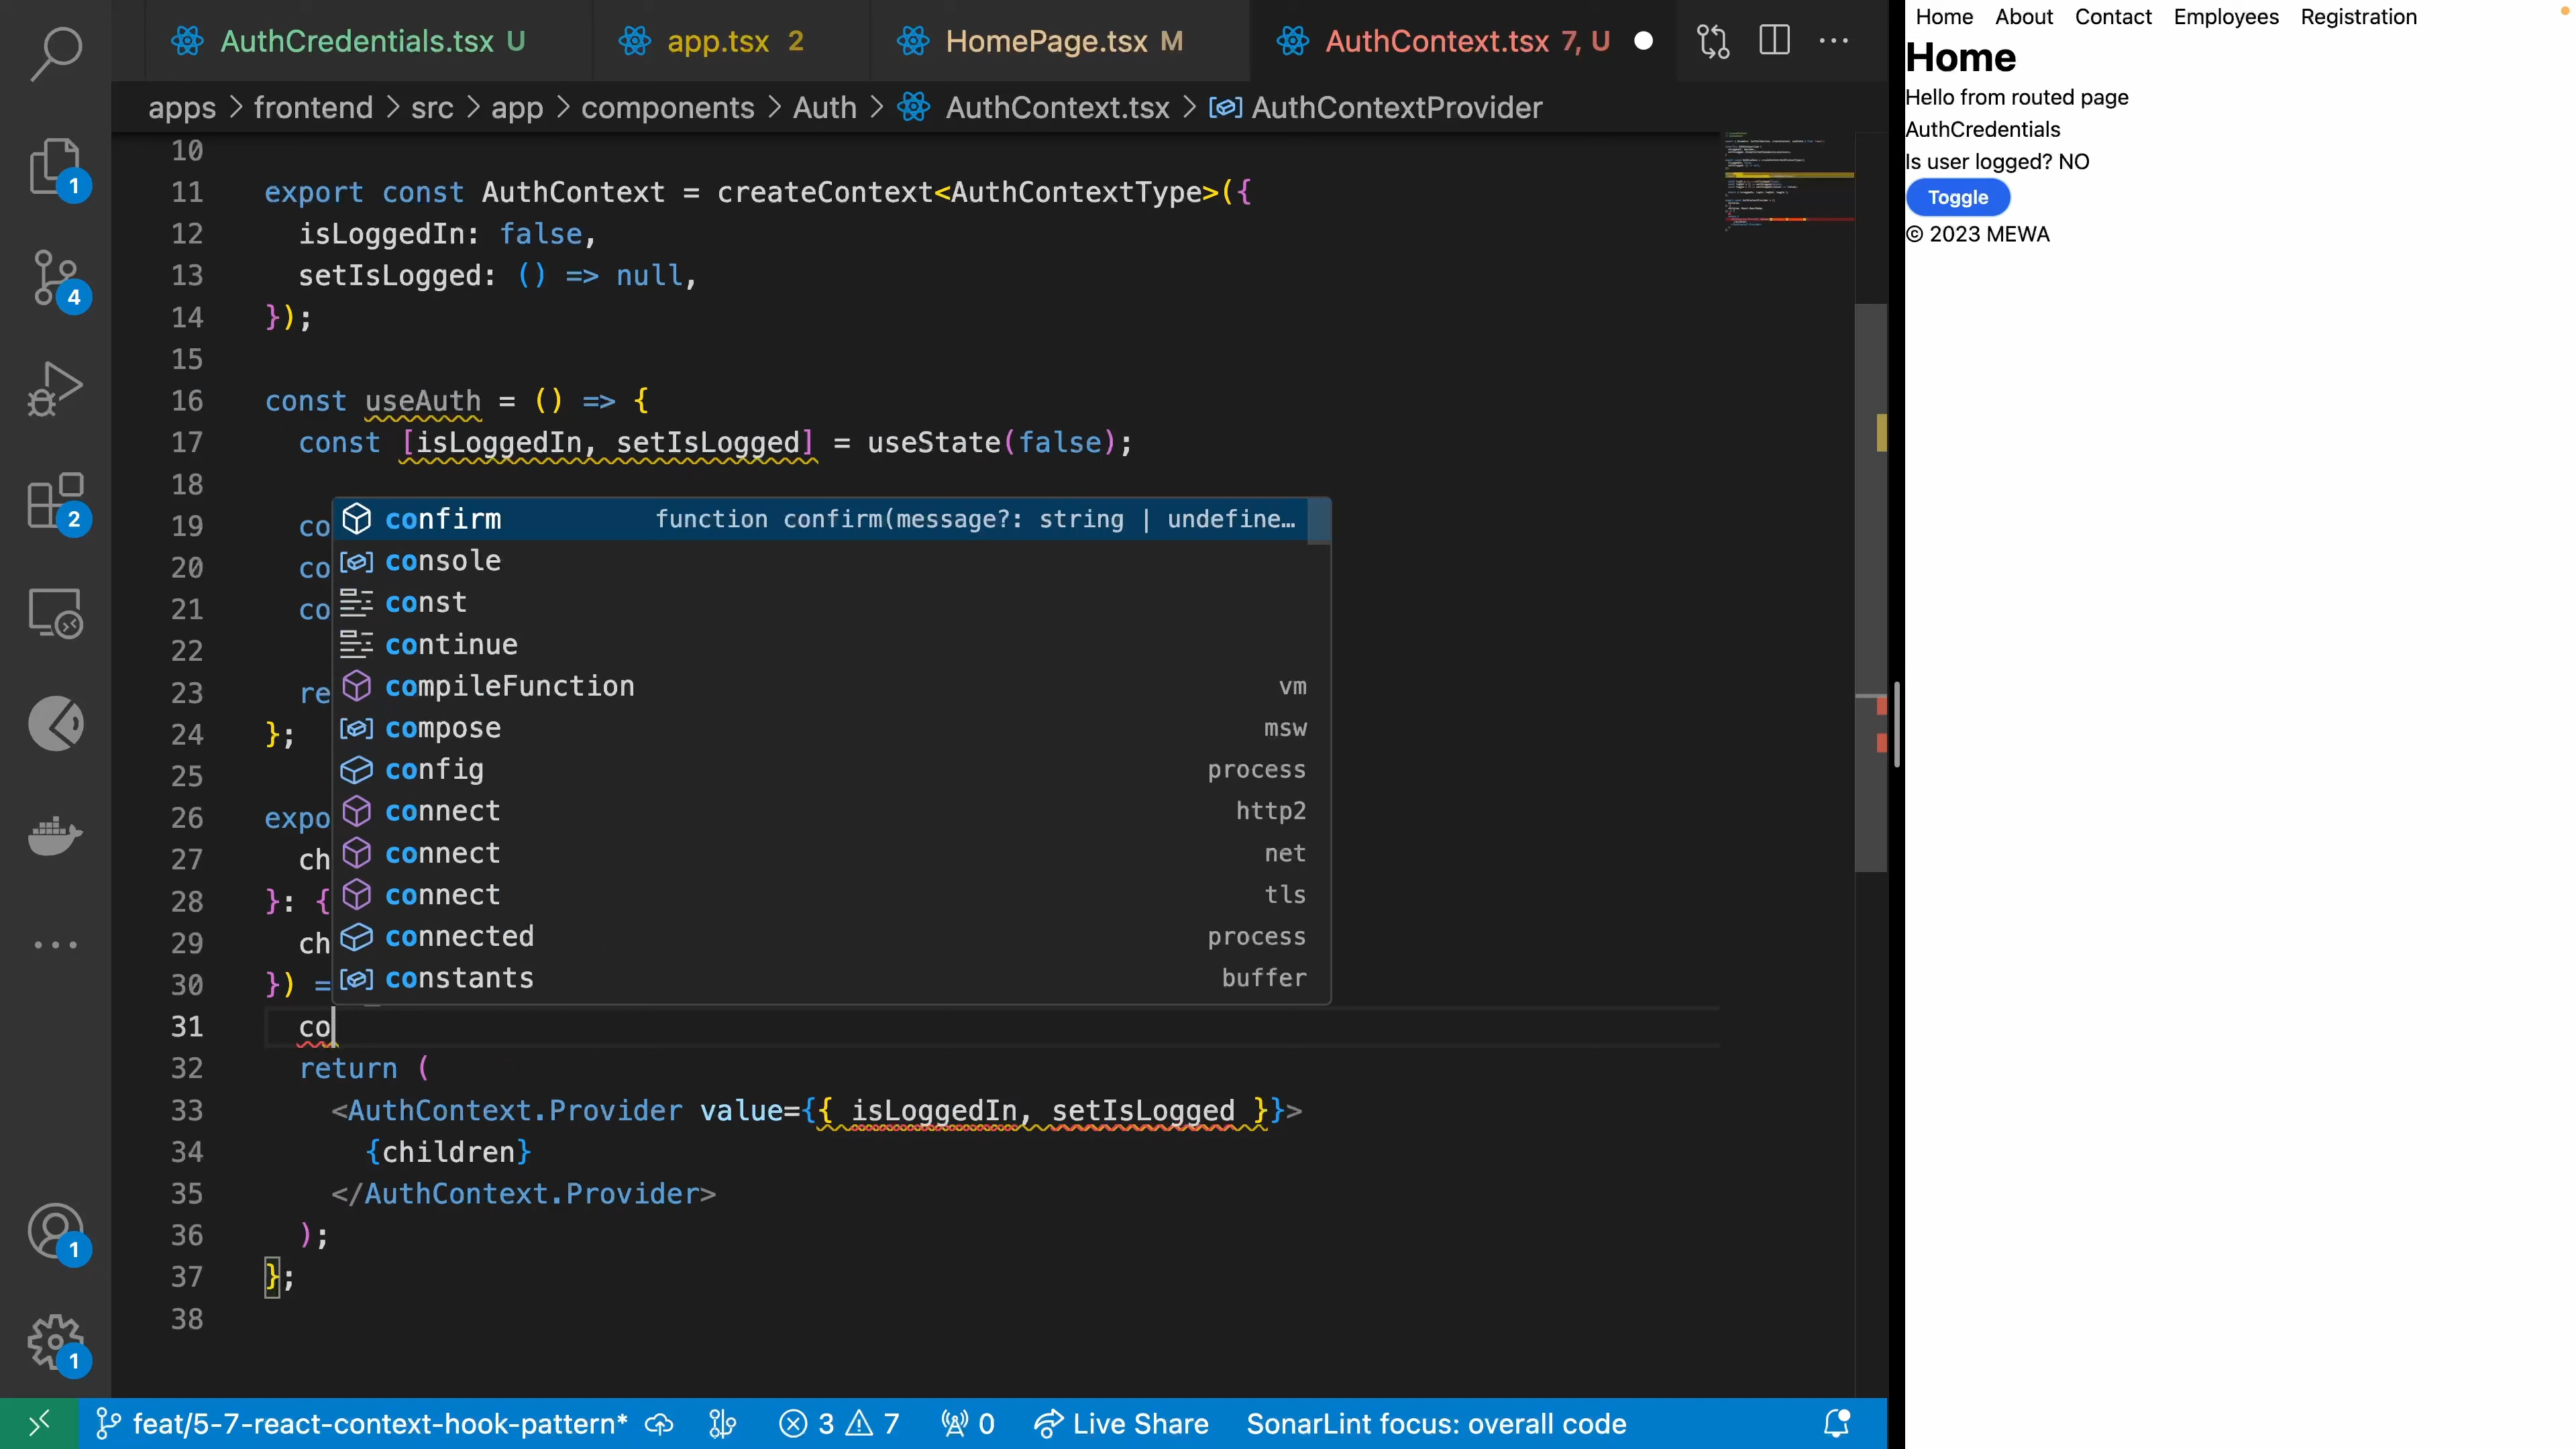 AuthCredentials.tsx U
app.tsx 2
HomePage.tsx M
AuthContext.tsx 7, U
apps > frontend > src > app > components > Auth > AuthContext.tsx > AuthContextProvider
10
11 export const AuthContext = createContext<AuthContextType>({
12 isLoggedIn: false,
13 setIsLogged: () => null,
14 });
15
16 const useAuth = () => {
17 const [isLoggedIn, setIsLogged] = useState(false);
18
19 co
20 co
21 co
22
23 re
24 };
25
26 expo
27 ch
28 }: {
29 ch
30 }) =
confirm function confirm(message?: string | undefine…
console
const
continue
compileFunction vm
compose msw
config process
connect http2
connect net
connect tls
connected process
constants buffer
31 co
32 return (
33 <AuthContext.Provider value={{ isLoggedIn, setIsLogged }}>
34 {children}
35 </AuthContext.Provider>
36 );
37 };
38
1
4
2
1
1
feat/5-7-react-context-hook-pattern* 3 7 0 Live Share SonarLint focus: overall code
Home About Contact Employees Registration
Home
Hello from routed page
AuthCredentials
Is user logged? NO
Toggle
© 2023 MEWA